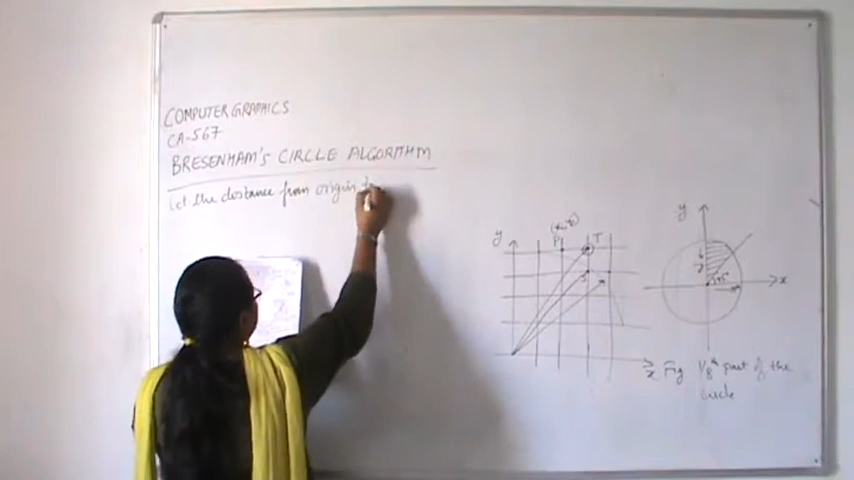 COMPUTER GRAPHICS
CA-567
BRESENHAM'S CIRCLE ALGORITHM
Let the distance from origin to
y
P
T
S
x
y
x
45°
Fig 1/8th part of the
circle